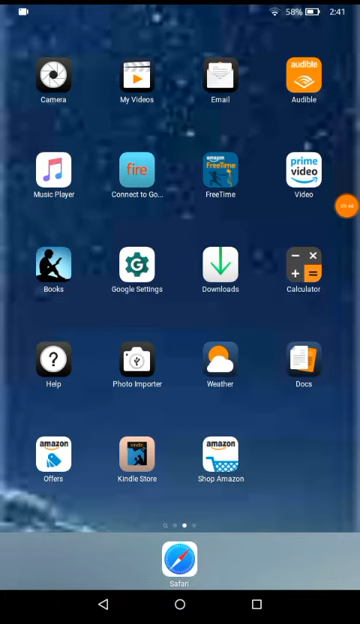 58% 2:41
Camera
My Videos
Email
audible
Audible
Music Player
fire
Connect to Go...
amazon
FreeTime
FreeTime
prime
video
Video
Books
Google Settings
Downloads
Calculator
Help
Photo Importer
Weather
Docs
amazon
Offers
kindle
Kindle Store
amazon
Shop Amazon
Safari